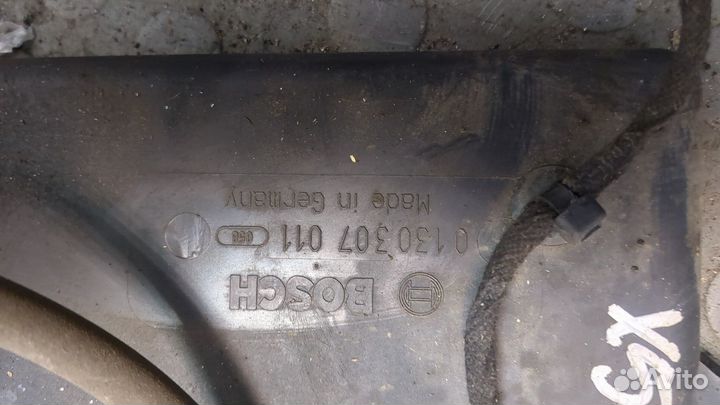 BOSCH
0 130 307 011
Made in Germany
Avito